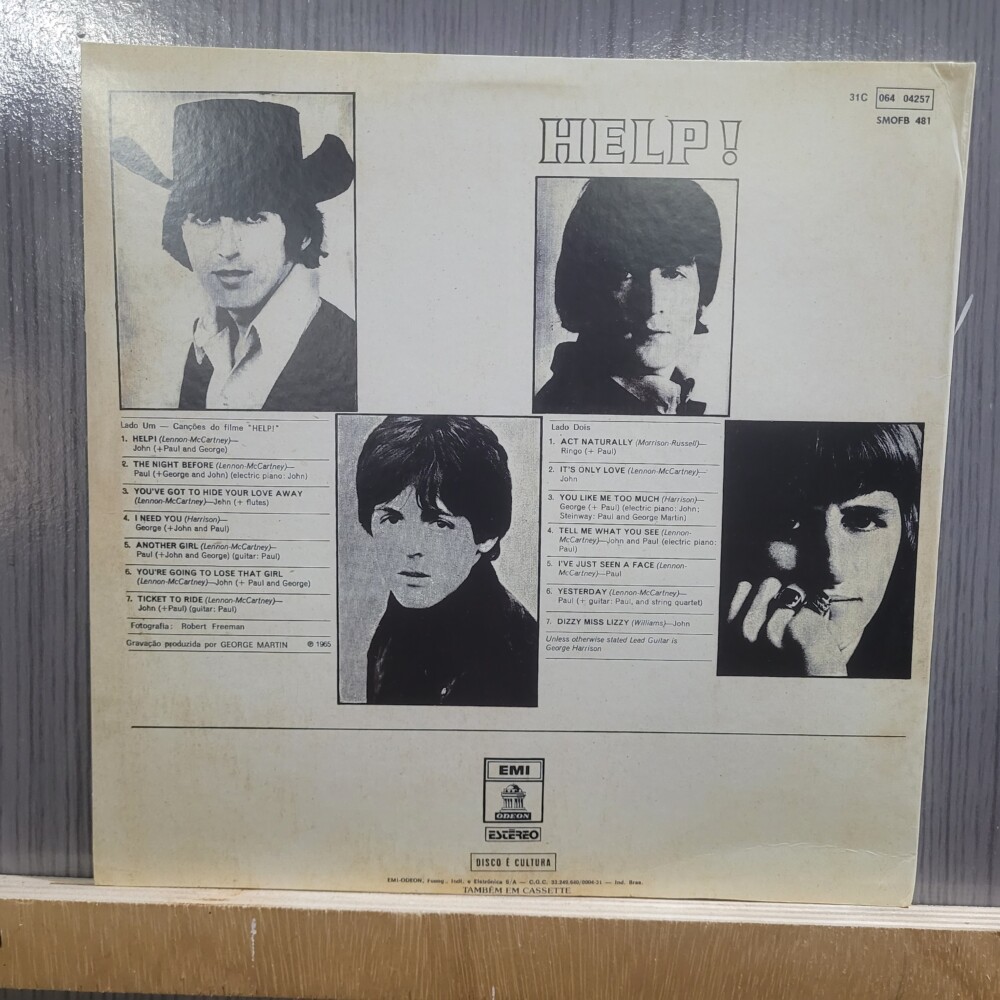 31C 064 04257
SMOFB 481
HELP!
Lado Um — Canções do filme "HELP!"
1. HELP! (Lennon-McCartney)—
John (+Paul and George)
2. THE NIGHT BEFORE (Lennon-McCartney)—
Paul (+George and John) (electric piano: John)
3. YOU'VE GOT TO HIDE YOUR LOVE AWAY
(Lennon-McCartney)—John (+ flutes)
4. I NEED YOU (Harrison)—
George (+John and Paul)
5. ANOTHER GIRL (Lennon-McCartney)—
Paul (+John and George) (guitar: Paul)
6. YOU'RE GOING TO LOSE THAT GIRL
(Lennon-McCartney)—John (+ Paul and George)
7. TICKET TO RIDE (Lennon-McCartney)—
John (+Paul) (guitar: Paul)
Fotografia: Robert Freeman
Gravação produzida por GEORGE MARTIN ℗ 1965
Lado Dois
1. ACT NATURALLY (Morrison-Russell)—
Ringo (+ Paul)
2. IT'S ONLY LOVE (Lennon-McCartney)—
John
3. YOU LIKE ME TOO MUCH (Harrison)—
George (+ Paul) (electric piano: John;
Steinway: Paul and George Martin)
4. TELL ME WHAT YOU SEE (Lennon-
McCartney)—John and Paul (electric piano:
Paul)
5. I'VE JUST SEEN A FACE (Lennon-
McCartney)—Paul
6. YESTERDAY (Lennon-McCartney)—
Paul (+ guitar: Paul, and string quartet)
7. DIZZY MISS LIZZY (Williams)—John
Unless otherwise stated Lead Guitar is
George Harrison
EMI
ODEON
ESTÉREO
DISCO É CULTURA
EMI-ODEON, Fonog., Ind. e Eletrônica S/A — C.G.C. — Ind. Bras.
TAMBÉM EM CASSETTE